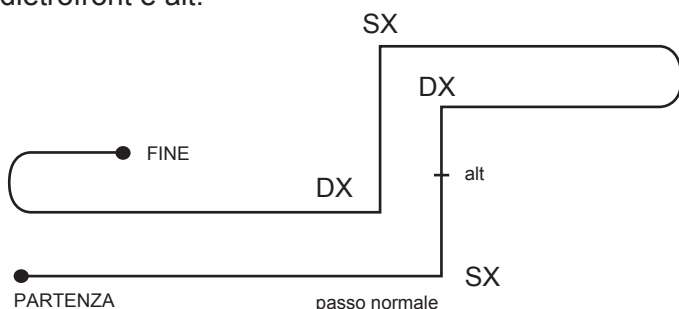 dietrofront e alt.
SX
DX
FINE
alt
DX
SX
PARTENZA
passo normale